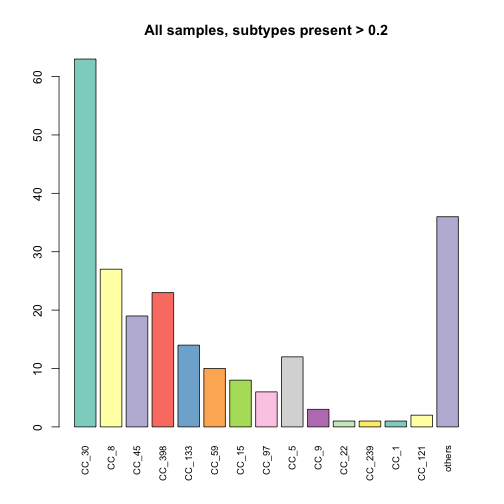 All samples, subtypes present > 0.2
60
50
40
30
20
10
0
CC_30
CC_8
CC_45
CC_398
CC_133
CC_59
CC_15
CC_97
CC_5
CC_9
CC_22
CC_239
CC_1
CC_121
others